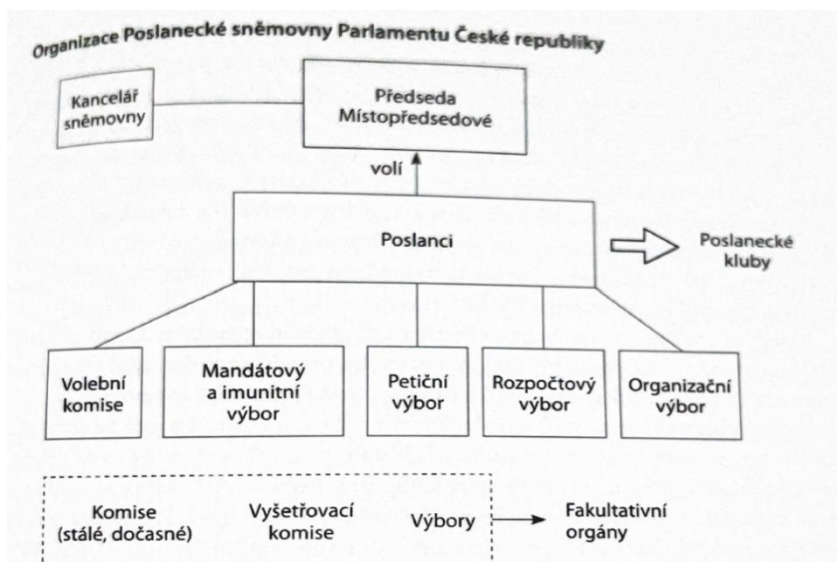 Organizace Poslanecké sněmovny Parlamentu České republiky
Kancelář
sněmovny
Předseda
Místopředsedové
volí
Poslanci
Poslanecké
kluby
Volební
komise
Mandátový
a imunitní
výbor
Petiční
výbor
Rozpočtový
výbor
Organizační
výbor
Komise
(stálé, dočasné)
Vyšetřovací
komise
Výbory
Fakultativní
orgány